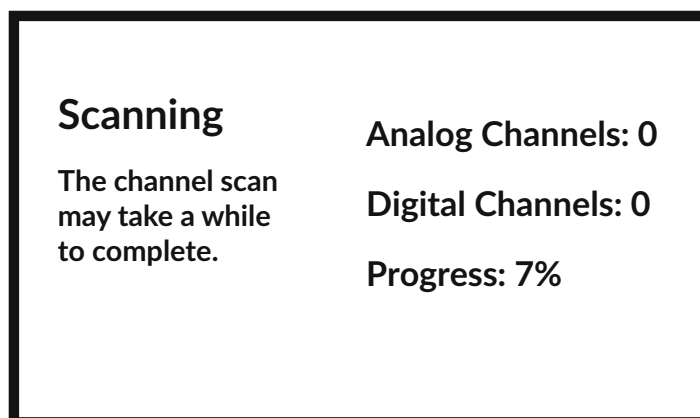 Scanning
The channel scan
may take a while
to complete.
Analog Channels: 0
Digital Channels: 0
Progress: 7%